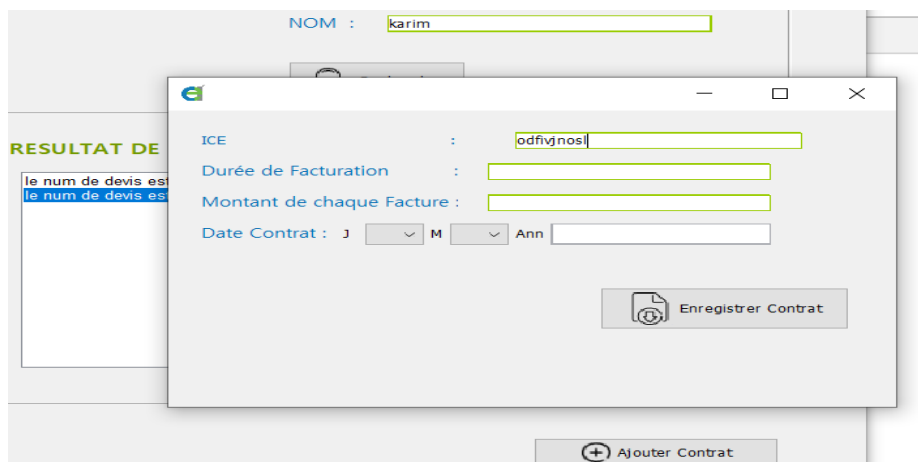 NOM : karim
RESULTAT DE
le num de devis est
le num de devis est
ICE : odfivjnosl
Durée de Facturation :
Montant de chaque Facture :
Date Contrat : J M Ann
Enregistrer Contrat
Ajouter Contrat